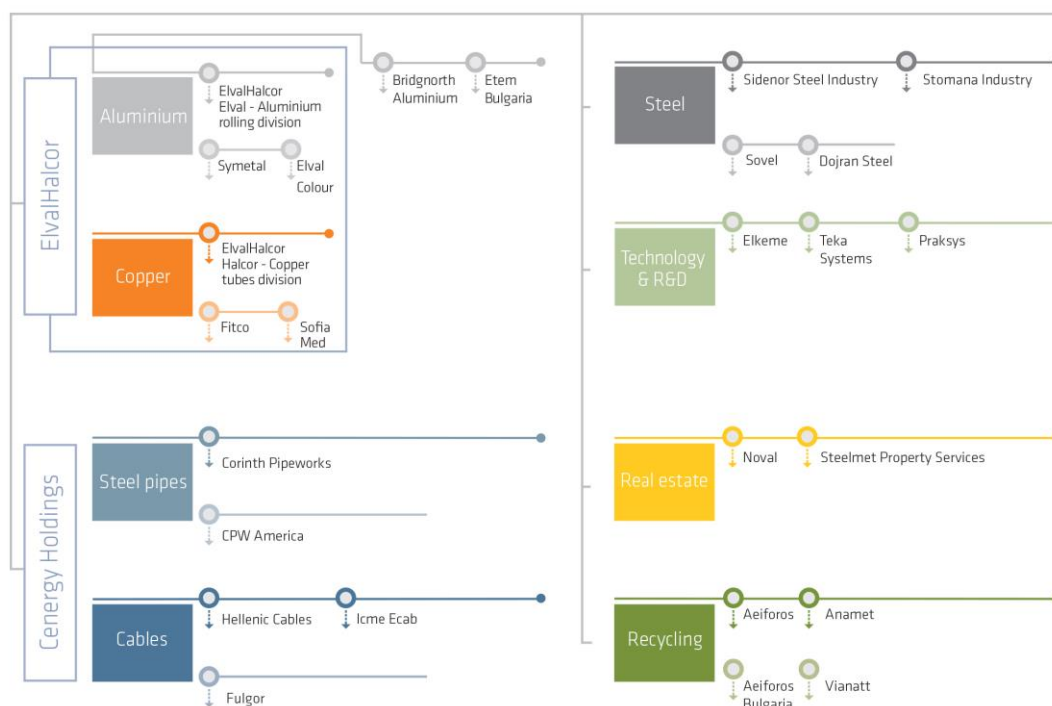 ElvalHalcor
Aluminium
ElvalHalcor
Elval - Aluminium
rolling division
Symetal
Elval
Colour
Bridgnorth
Aluminium
Etem
Bulgaria
Copper
ElvalHalcor
Halcor - Copper
tubes division
Fitco
Sofia
Med
Cenergy Holdings
Steel pipes
Corinth Pipeworks
CPW America
Cables
Hellenic Cables
Icme Ecab
Fulgor
Steel
Sidenor Steel Industry
Stomana Industry
Sovel
Dojran Steel
Technology
& R&D
Elkeme
Teka
Systems
Praksys
Real estate
Noval
Steelmet Property Services
Recycling
Aeiforos
Anamet
Aeiforos
Bulgaria
Vianatt